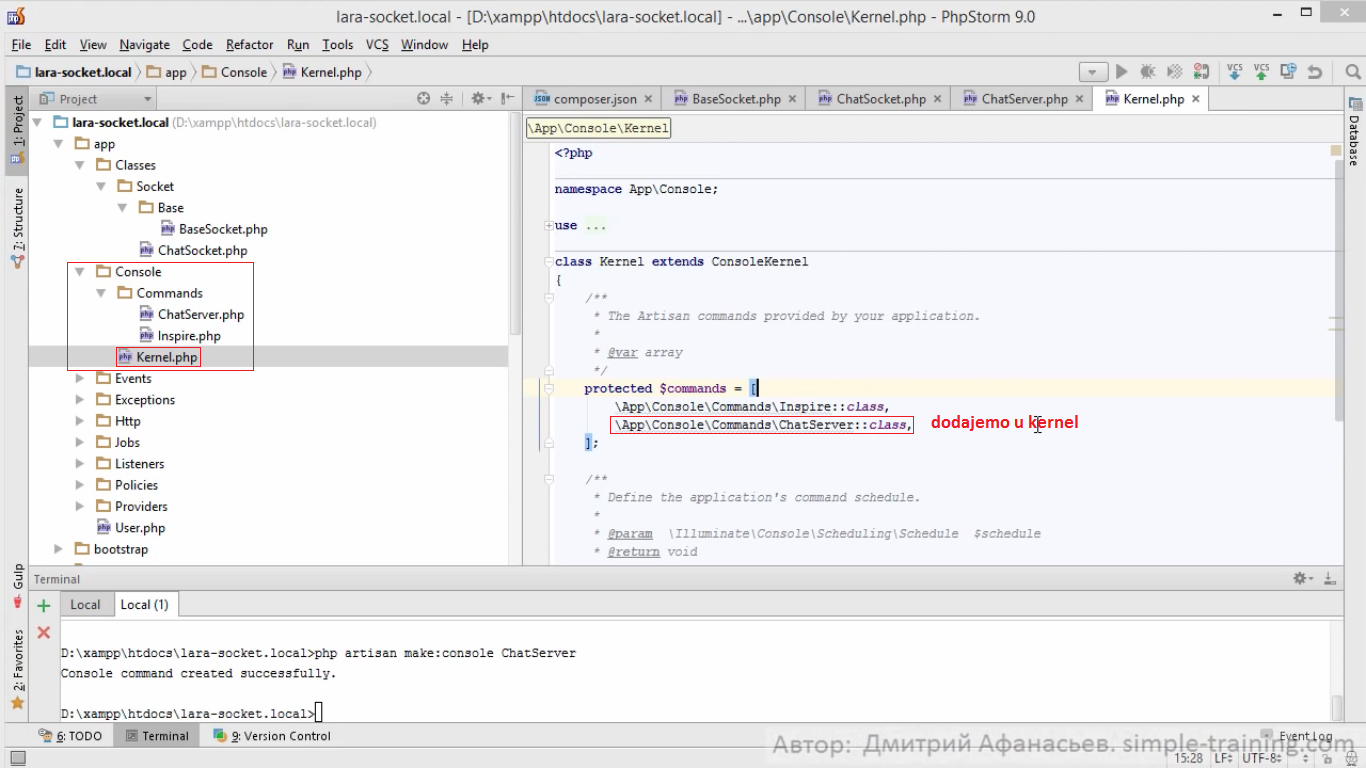 lara-socket.local - [D:\xampp\htdocs\lara-socket.local] - ...\app\Console\Kernel.php - PhpStorm 9.0
File Edit View Navigate Code Refactor Run Tools VCS Window Help
lara-socket.local app Console Kernel.php
VCS VCS
1: Project
7: Structure
Gulp
2: Favorites
Project
lara-socket.local (D:\xampp\htdocs\lara-socket.local)
app
Classes
Socket
Base
BaseSocket.php
ChatSocket.php
Console
Commands
ChatServer.php
Inspire.php
Kernel.php
Events
Exceptions
Http
Jobs
Listeners
Policies
Providers
User.php
bootstrap
composer.json BaseSocket.php ChatSocket.php ChatServer.php Kernel.php
Database
\App\Console\Kernel
<?php
namespace App\Console;
use ...
class Kernel extends ConsoleKernel
{
/**
* The Artisan commands provided by your application.
*
* @var array
*/
protected $commands = [
\App\Console\Commands\Inspire::class,
\App\Console\Commands\ChatServer::class, dodajemo u kernel
];
/**
* Define the application's command schedule.
*
* @param \Illuminate\Console\Scheduling\Schedule $schedule
* @return void
Terminal
Local Local (1)
D:\xampp\htdocs\lara-socket.local>php artisan make:console ChatServer
Console command created successfully.
D:\xampp\htdocs\lara-socket.local>
6: TODO Terminal 9: Version Control Event Log
Автор: Дмитрий Афанасьев. simple-training.com
15:28 LF UTF-8